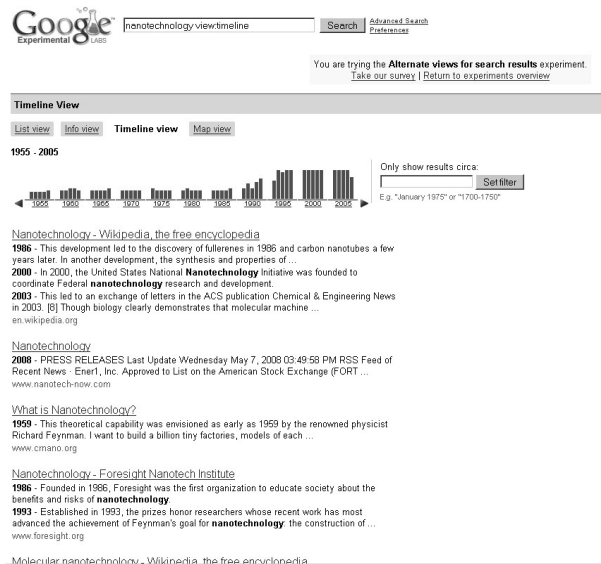 Google
Experimental LABS
nanotechnology view:timeline
Search
Advanced Search
Preferences
You are trying the Alternate views for search results experiment.
Take our survey | Return to experiments overview
Timeline View
List view Info view Timeline view Map view
1955 - 2005
Only show results circa:
Set filter
E.g. "January 1975" or "1700-1750"
1955 1960 1965 1970 1975 1980 1985 1990 1995 2000 2005
Nanotechnology - Wikipedia, the free encyclopedia
1986 - This development led to the discovery of fullerenes in 1986 and carbon nanotubes a few
years later. In another development, the synthesis and properties of ...
2000 - In 2000, the United States National Nanotechnology Initiative was founded to
coordinate Federal nanotechnology research and development.
2003 - This led to an exchange of letters in the ACS publication Chemical & Engineering News
in 2003. [8] Though biology clearly demonstrates that molecular machine ...
en.wikipedia.org
Nanotechnology
2008 - PRESS RELEASES Last Update Wednesday May 7, 2008 03:49:58 PM RSS Feed of
Recent News · Ener1, Inc. Approved to List on the American Stock Exchange (FORT ...
www.nanotech-now.com
What is Nanotechnology?
1959 - This theoretical capability was envisioned as early as 1959 by the renowned physicist
Richard Feynman. I want to build a billion tiny factories, models of each ...
www.crnano.org
Nanotechnology - Foresight Nanotech Institute
1986 - Founded in 1986, Foresight was the first organization to educate society about the
benefits and risks of nanotechnology.
1993 - Established in 1993, the prizes honor researchers whose recent work has most
advanced the achievement of Feynman's goal for nanotechnology: the construction of ...
www.foresight.org
Molecular nanotechnology - Wikipedia, the free encyclopedia